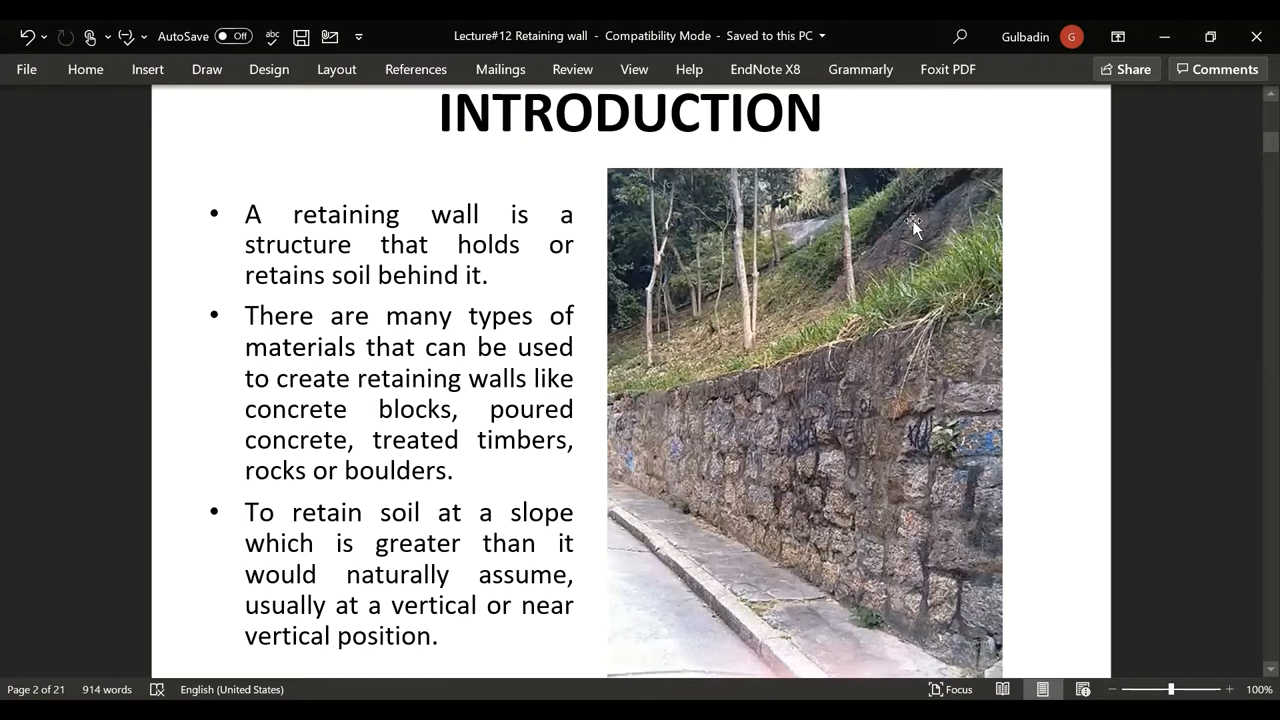 AutoSave Off Lecture#12 Retaining wall - Compatibility Mode - Saved to this PC Gulbadin G
File Home Insert Draw Design Layout References Mailings Review View Help EndNote X8 Grammarly Foxit PDF Share Comments
INTRODUCTION
• A retaining wall is a
structure that holds or
retains soil behind it.
• There are many types of
materials that can be used
to create retaining walls like
concrete blocks, poured
concrete, treated timbers,
rocks or boulders.
• To retain soil at a slope
which is greater than it
would naturally assume,
usually at a vertical or near
vertical position.
Page 2 of 21 914 words English (United States) Focus 100%